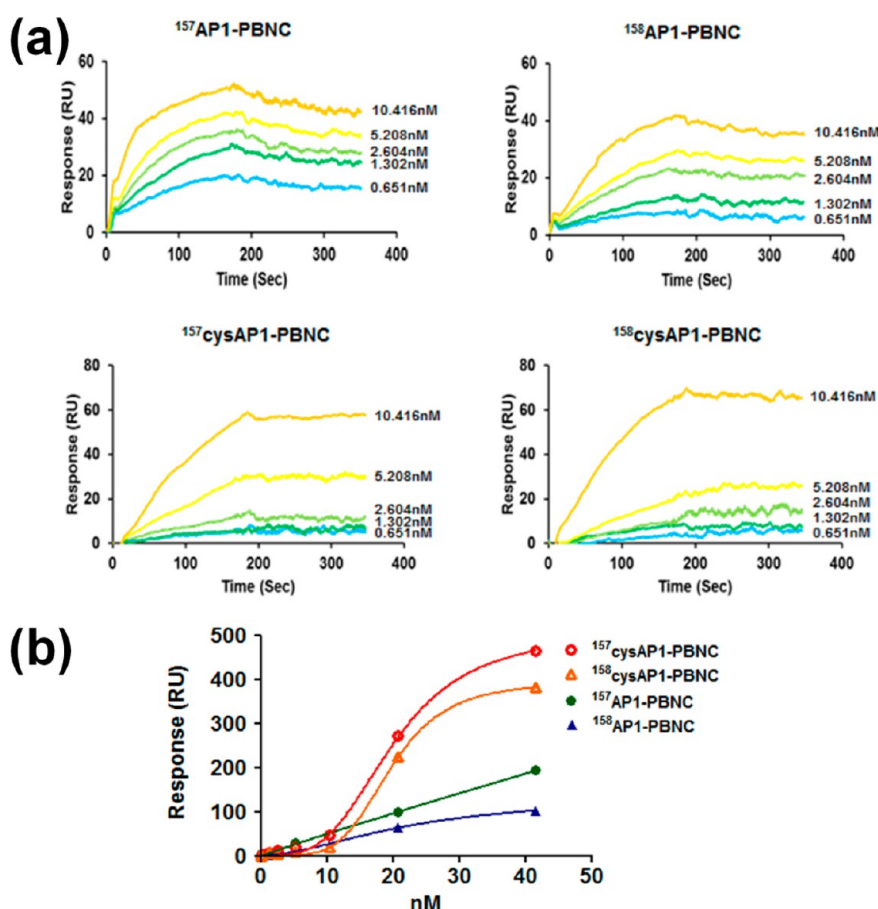 (a)
¹⁵⁷AP1-PBNC
Response (RU)
60
40
20
0
0 100 200 300 400
Time (Sec)
10.416nM
5.208nM
2.604nM
1.302nM
0.651nM
¹⁵⁸AP1-PBNC
Response (RU)
60
40
20
0
0 100 200 300 400
Time (Sec)
10.416nM
5.208nM
2.604nM
1.302nM
0.651nM
¹⁵⁷cysAP1-PBNC
Response (RU)
80
60
40
20
0
0 100 200 300 400
Time (Sec)
10.416nM
5.208nM
2.604nM
1.302nM
0.651nM
¹⁵⁸cysAP1-PBNC
Response (RU)
80
60
40
20
0
0 100 200 300 400
Time (Sec)
10.416nM
5.208nM
2.604nM
1.302nM
0.651nM
(b)
Response (RU)
500
400
300
200
100
0
0 10 20 30 40 50
nM
¹⁵⁷cysAP1-PBNC
¹⁵⁸cysAP1-PBNC
¹⁵⁷AP1-PBNC
¹⁵⁸AP1-PBNC